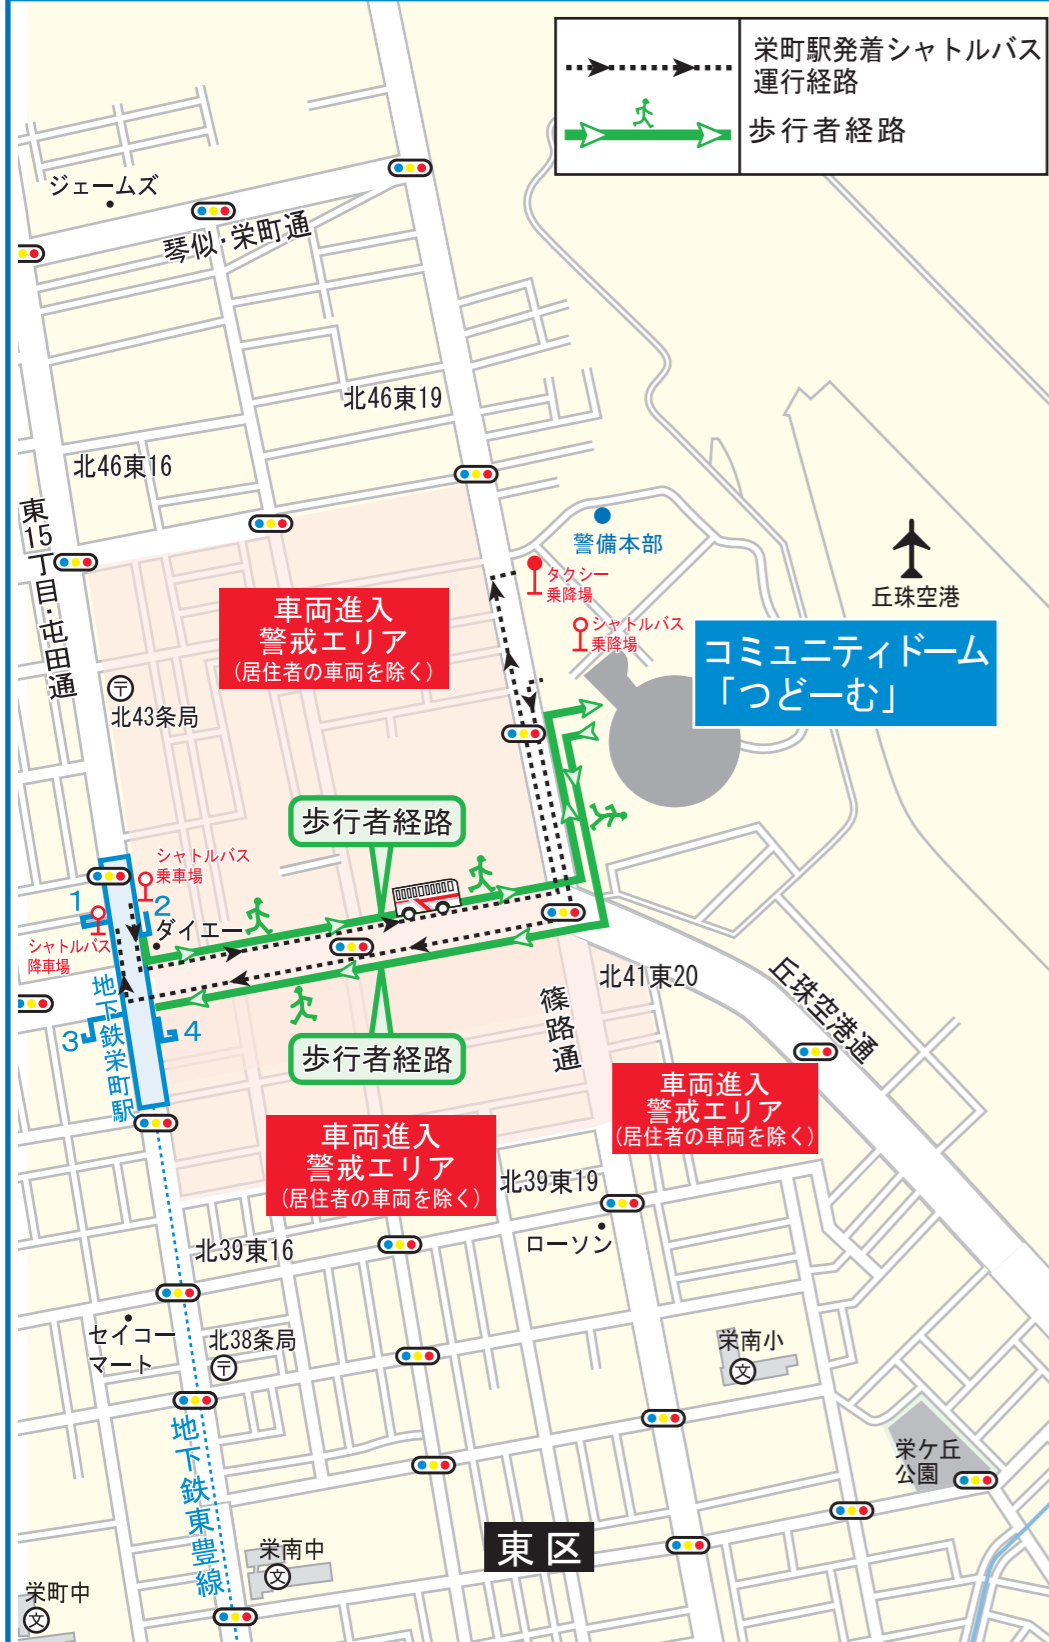 栄町駅発着シャトルバス
運行経路
歩行者経路
ジェームズ
琴似・栄町通
北46東19
北46東16
東15丁目・屯田通
警備本部
タクシー
乗降場
丘珠空港
車両進入
警戒エリア
(居住者の車両を除く)
シャトルバス
乗降場
コミュニティドーム
「つどーむ」
〒
北43条局
歩行者経路
シャトルバス
乗車場
1
2
ダイエー
シャトルバス
降車場
北41東20
丘珠空港通
篠路通
3
4
地下鉄栄町駅
歩行者経路
車両進入
警戒エリア
(居住者の車両を除く)
車両進入
警戒エリア
(居住者の車両を除く)
北39東19
ローソン
北39東16
セイコー
マート
北38条局
〒
栄南小
文
地下鉄東豊線
栄ケ丘
公園
東区
栄南中
文
栄町中
文